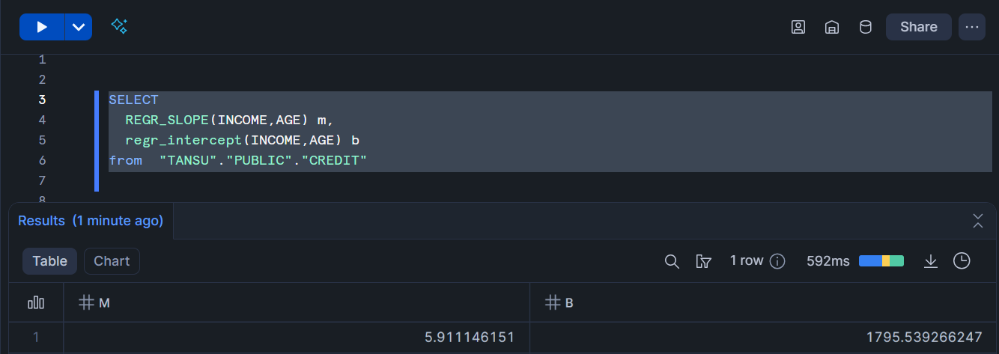 Share
1
2
3 SELECT
4 REGR_SLOPE(INCOME,AGE) m,
5 regr_intercept(INCOME,AGE) b
6 from "TANSU"."PUBLIC"."CREDIT"
7
8
Results (1 minute ago)
Table Chart 1 row 592ms
M B
1 5.911146151 1795.539266247